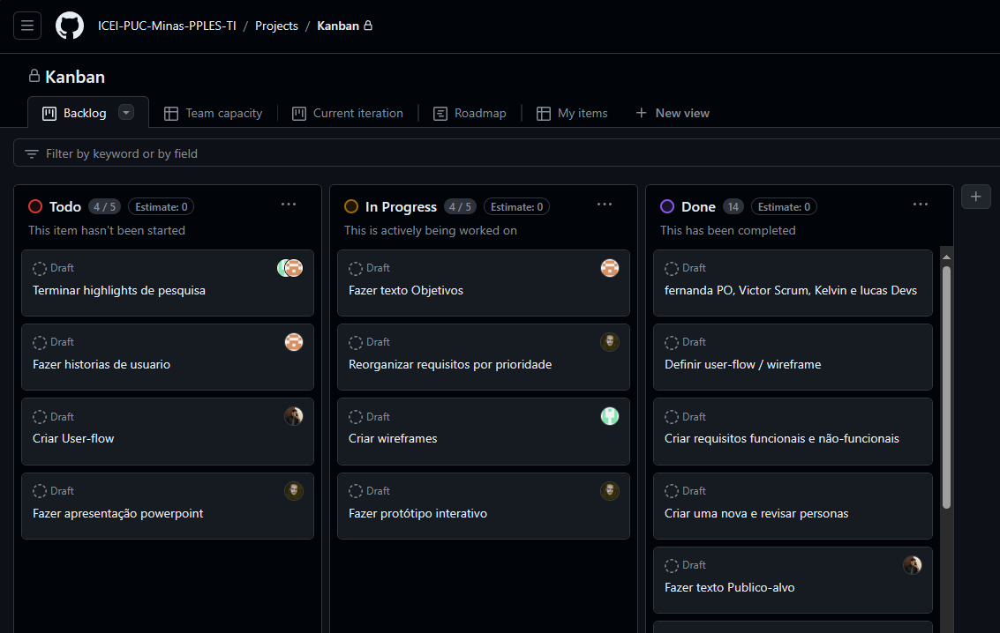 ICEI-PUC-Minas-PPLES-TI / Projects / Kanban
Kanban
Backlog Team capacity Current iteration Roadmap My items + New view
Filter by keyword or by field
Todo 4 / 5 Estimate: 0
This item hasn't been started
Draft
Terminar highlights de pesquisa
Draft
Fazer historias de usuario
Draft
Criar User-flow
Draft
Fazer apresentação powerpoint
In Progress 4 / 5 Estimate: 0
This is actively being worked on
Draft
Fazer texto Objetivos
Draft
Reorganizar requisitos por prioridade
Draft
Criar wireframes
Draft
Fazer protótipo interativo
Done 14 Estimate: 0
This has been completed
Draft
fernanda PO, Victor Scrum, Kelvin e lucas Devs
Draft
Definir user-flow / wireframe
Draft
Criar requisitos funcionais e não-funcionais
Draft
Criar uma nova e revisar personas
Draft
Fazer texto Publico-alvo